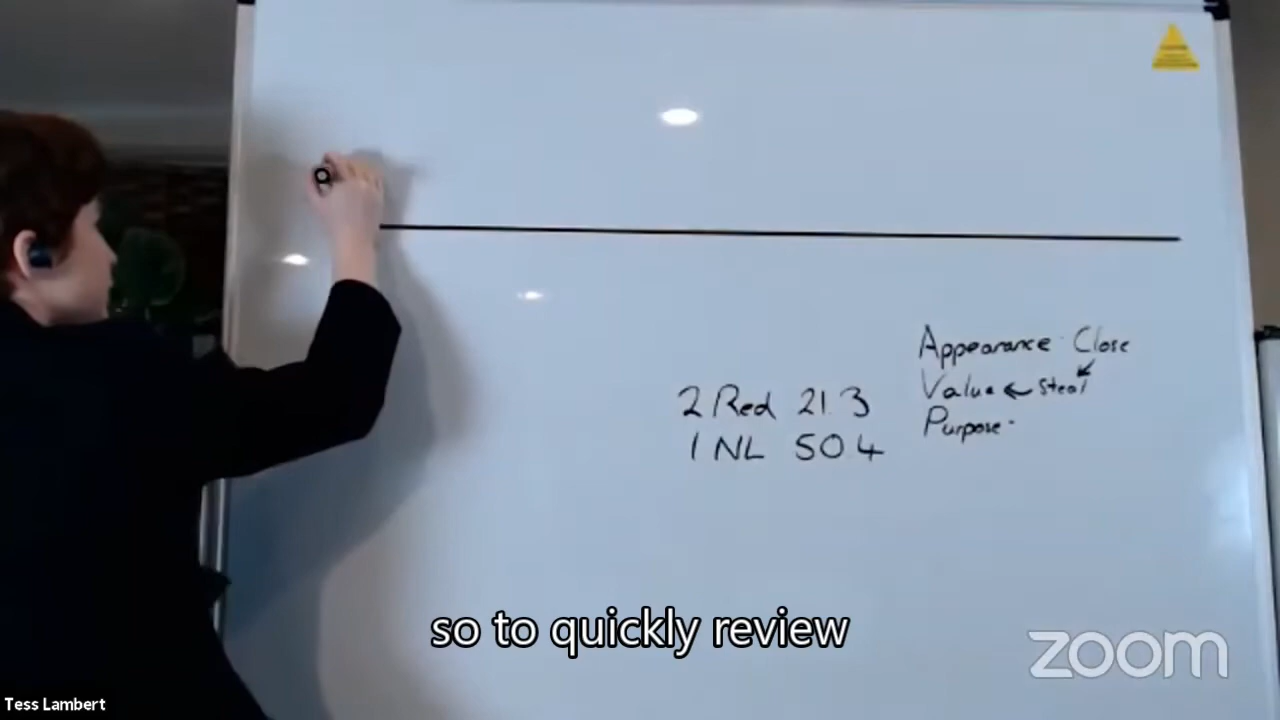 Appearance Close
Value ← Steal
2 Red 21.3
Purpose -
1 NL 50 4
so to quickly review
zoom
Tess Lambert